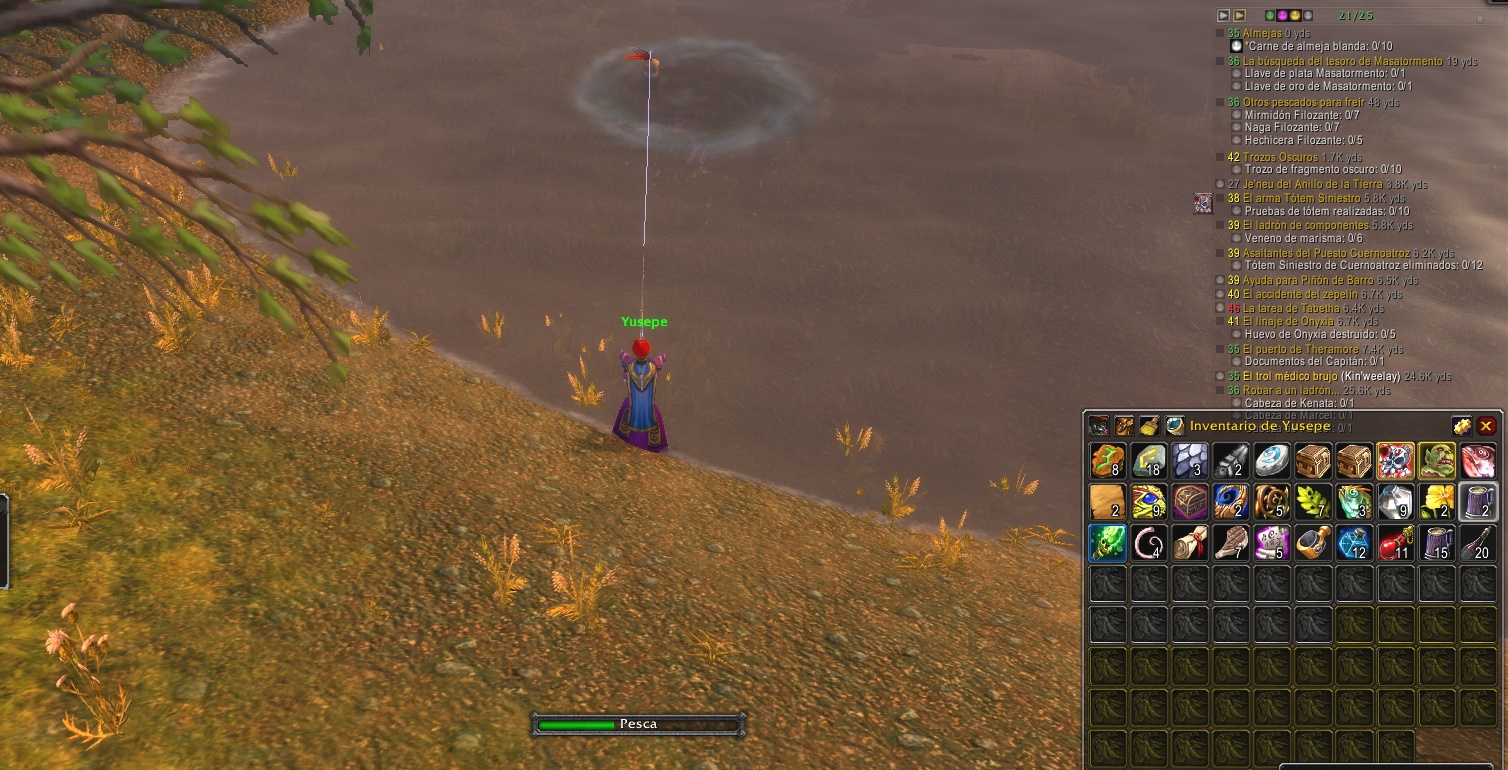 21/25
35 Almejas 0 yds
*Carne de almeja blanda: 0/10
36 La búsqueda del tesoro de Masatormento 19 yds
Llave de plata Masatormento: 0/1
Llave de oro de Masatormento: 0/1
36 Otros pescados para freír 48 yds
Mirmidón Filozante: 0/7
Naga Filozante: 0/7
Hechicera Filozante: 0/5
42 Trozos Oscuros 1.7K yds
Trozo de fragmento oscuro: 0/10
27 Je'neu del Anillo de la Tierra 3.8K yds
38 El arma Tótem Siniestro 5.8K yds
Pruebas de tótem realizadas: 0/10
39 El ladrón de componentes 5.8K yds
Veneno de marisma: 0/6
39 Asaltantes del Puesto Cuernoatroz 6.2K yds
Tótem Siniestro de Cuernoatroz eliminados: 0/12
39 Ayuda para Piñón de Barro 6.5K yds
40 El accidente del zepelín 6.7K yds
La tarea de Tabetha 6.4K yds
41 El linaje de Onyxia 6.7K yds
Huevo de Onyxia destruido: 0/5
35 El puerto de Theramore 7.4K yds
Documentos del Capitán: 0/1
35 El trol médico brujo (Kin'weelay) 24.6K yds
36 Robar a un ladrón... 25.6K yds
Cabeza de Kenata: 0/1
Cabeza de Marcel: 0/1
: 0/1
Yusepe
Inventario de Yusepe
8 18 3 2
2 9 2 5 7 3 9 2 2
4 7 5 12 11 15 20
Pesca